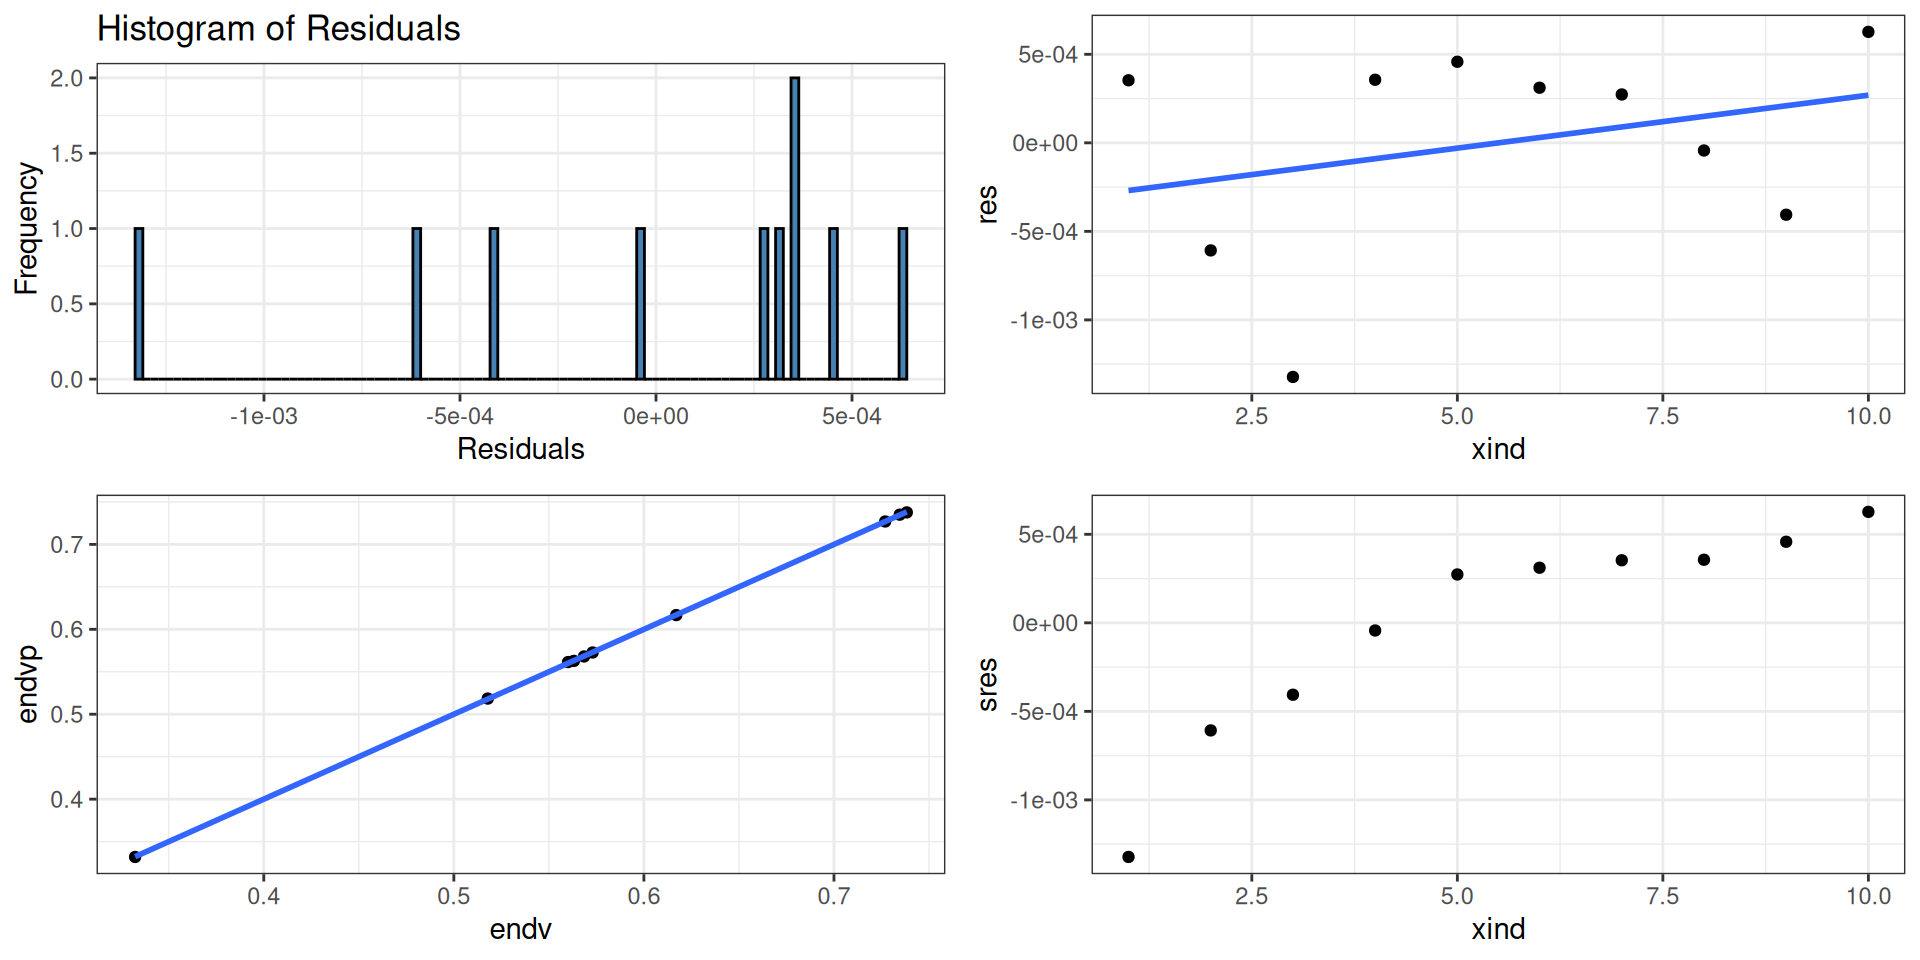 Histogram of Residuals
2.0
1.5
1.0
0.5
0.0
Frequency
-1e-03 -5e-04 0e+00 5e-04
Residuals
5e-04
0e+00
-5e-04
-1e-03
res
2.5 5.0 7.5 10.0
xind
0.7
0.6
0.5
0.4
endvp
0.4 0.5 0.6 0.7
endv
5e-04
0e+00
-5e-04
-1e-03
sres
2.5 5.0 7.5 10.0
xind